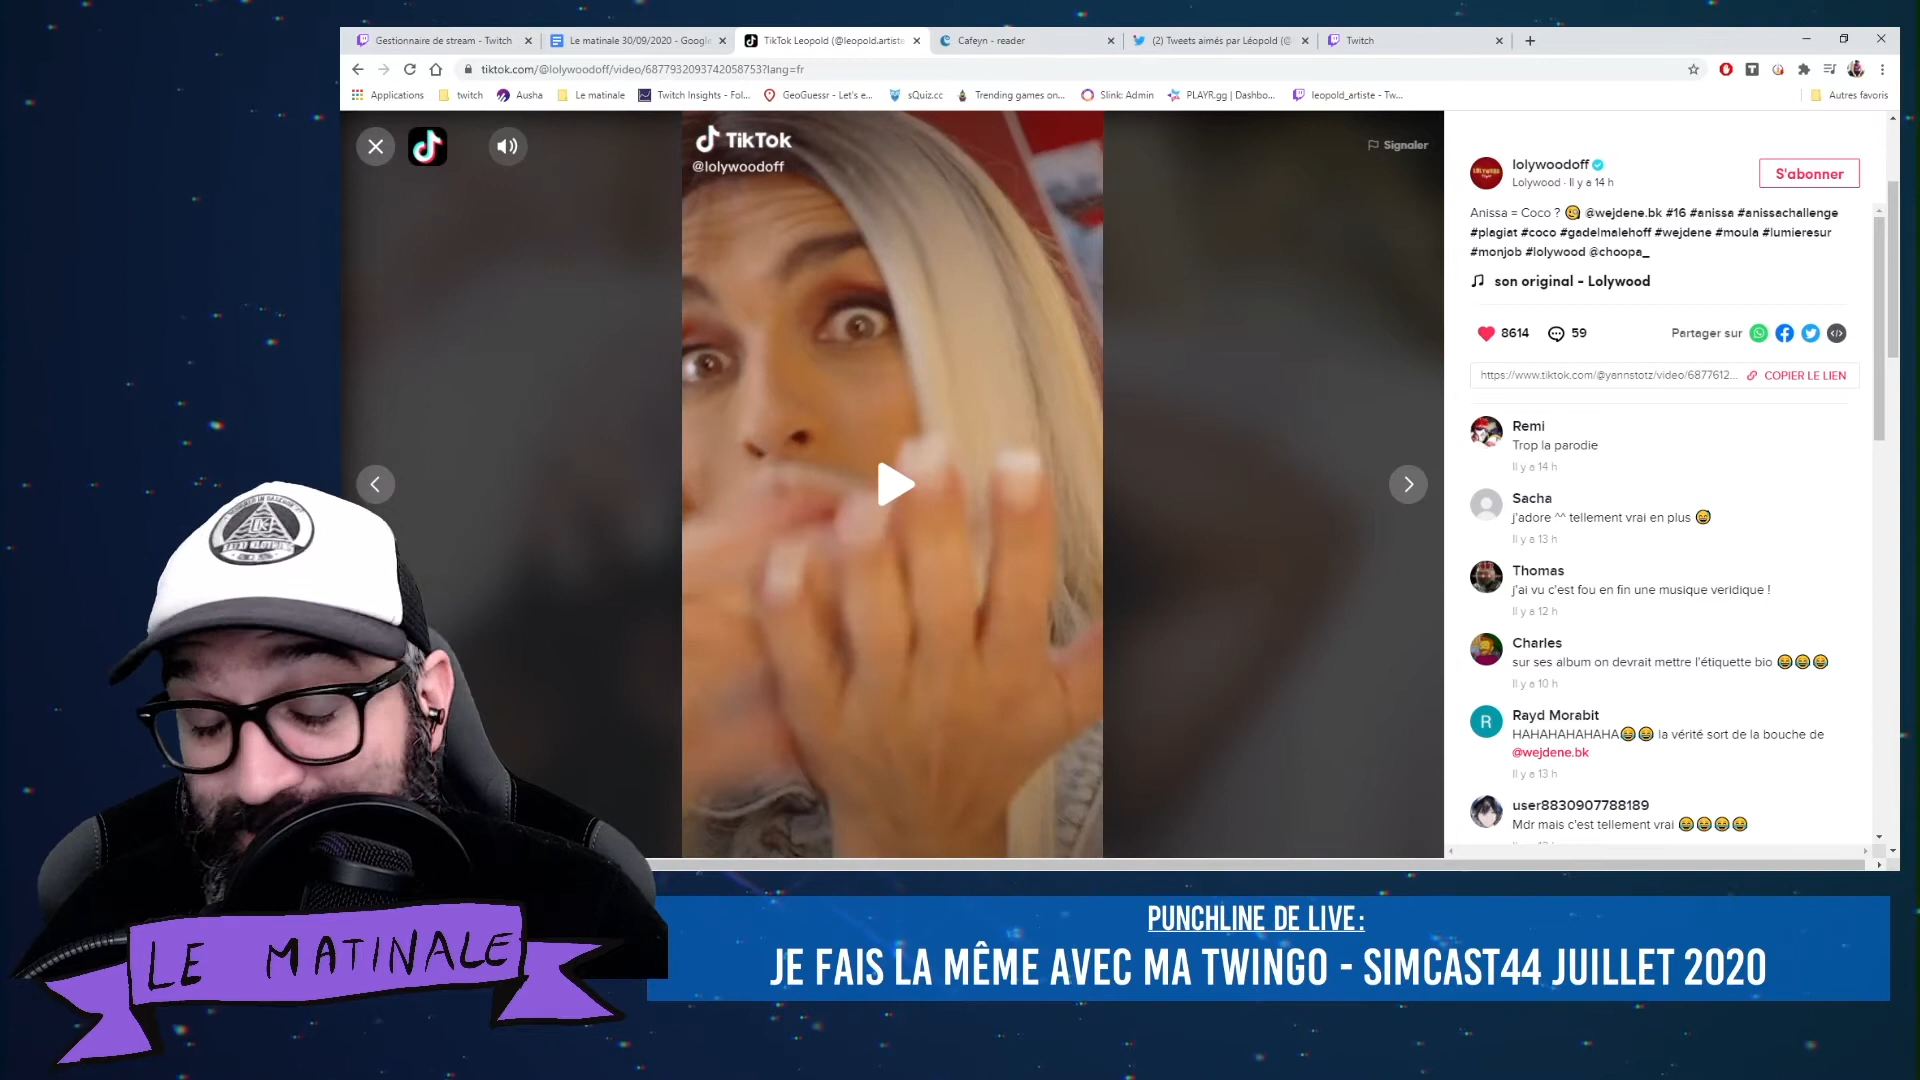 Gestionnaire de stream - Twitch
Le matinale 30/09/2020 - Google
TikTok Leopold (@leopold.artiste
Cafeyn - reader
(2) Tweets aimés par Léopold (@
Twitch
tiktok.com/@lolywoodoff/video/6877932093742058753?lang=fr
Applications
twitch
Ausha
Le matinale
Twitch Insights - Fol...
GeoGuessr - Let's e...
sQuiz.cc
Trending games on...
Slink: Admin
PLAYR.gg | Dashbo...
leopold_artiste - Tw...
Autres favoris
TikTok
@lolywoodoff
Signaler
lolywoodoff
Lolywood · Il y a 14 h
S'abonner
Anissa = Coco ? 🧐 @wejdene.bk #16 #anissa #anissachallenge
#plagiat #coco #gadelmalehoff #wejdene #moula #lumieresur
#monjob #lolywood @choopa_
son original - Lolywood
8614
59
Partager sur
https://www.tiktok.com/@yannstotz/video/6877612...
COPIER LE LIEN
Remi
Trop la parodie
Il y a 14 h
Sacha
j'adore ^^ tellement vrai en plus 😅
Il y a 13 h
Thomas
j'ai vu c'est fou en fin une musique veridique !
Il y a 12 h
Charles
sur ses album on devrait mettre l'étiquette bio 😂😂😂
Il y a 10 h
R
Rayd Morabit
HAHAHAHAHAHA😂😂 la vérité sort de la bouche de
@wejdene.bk
Il y a 13 h
user8830907788189
Mdr mais c'est tellement vrai 😂😂😂😂
LE MATINALE
PUNCHLINE DE LIVE :
JE FAIS LA MÊME AVEC MA TWINGO - SIMCAST44 JUILLET 2020